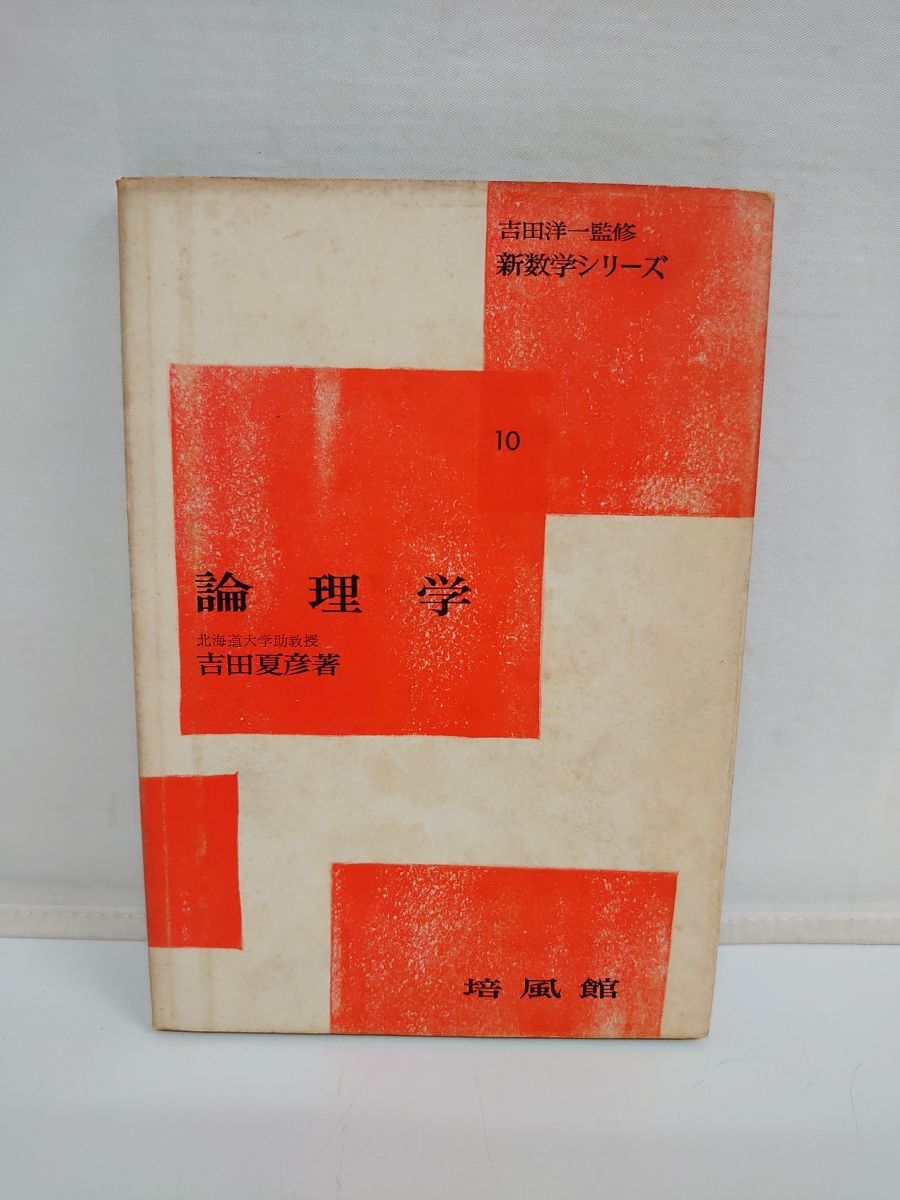 吉田洋一監修
新数学シリーズ
10
論理学
北海道大学助教授
吉田夏彦著
培風館